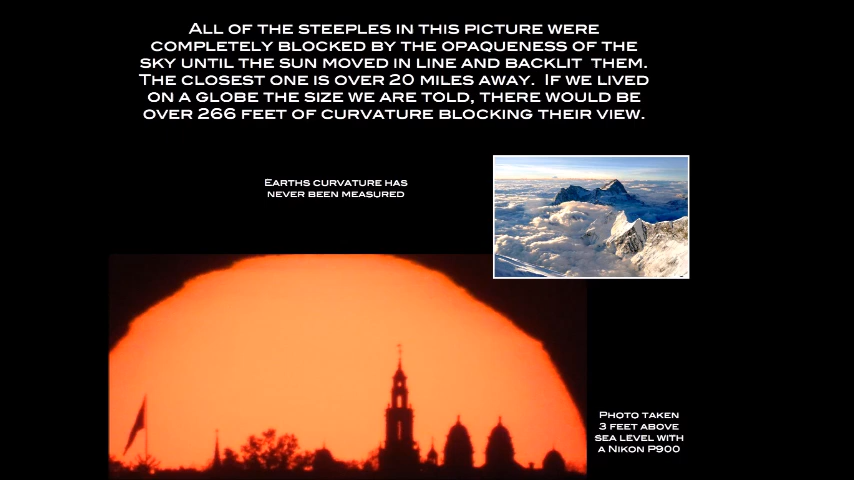 All of the steeples in this picture were
completely blocked by the opaqueness of the
sky until the sun moved in line and backlit them.
The closest one is over 20 miles away. If we lived
on a globe the size we are told, there would be
over 266 feet of curvature blocking their view.
Earths curvature has
never been measured
Photo taken
3 feet above
sea level with
a Nikon P900